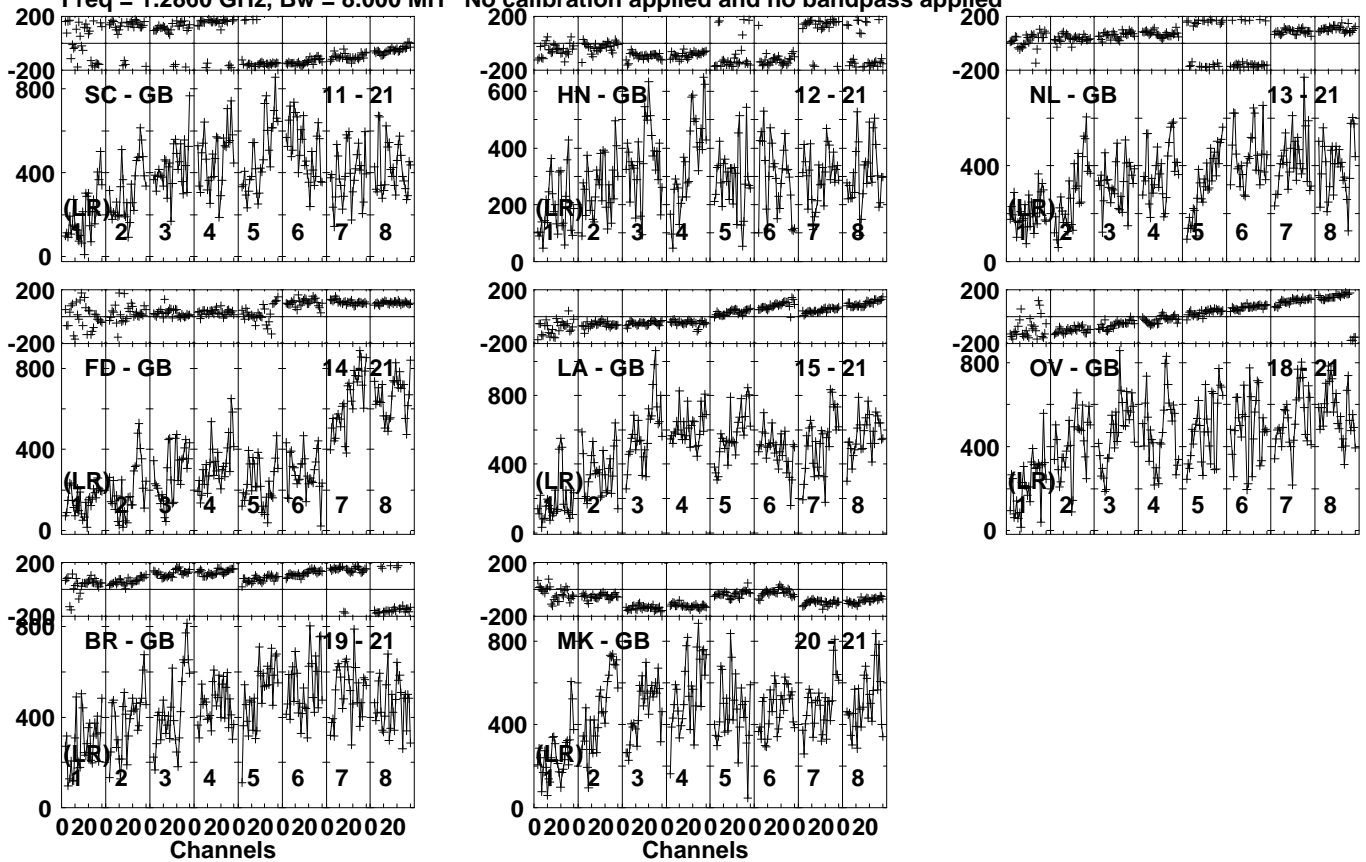 Freq = 1.2860 GHz, Bw = 8.000 MH No calibration applied and no bandpass applied
200 200 200
-200 -200 -200
SC - GB 11 - 21 HN - GB 12 - 21 NL - GB 13 - 21
800 600 400
400 400 200
0 200 0
0
(LR) (LR) (LR)
1 2 3 4 5 6 7 8 1 2 3 4 5 6 7 8 1 2 3 4 5 6 7 8
200 200 200
-200 -200 -200
FD - GB 14 - 21 LA - GB 15 - 21 OV - GB 18 - 21
800 800 800
400 400 400
0 0 0
(LR) (LR) (LR)
1 2 3 4 5 6 7 8 1 2 3 4 5 6 7 8 1 2 3 4 5 6 7 8
200 200
-200 -200
BR - GB 19 - 21 MK - GB 20 - 21
800 800
400 400
0 0
(LR) (LR)
1 2 3 4 5 6 7 8 1 2 3 4 5 6 7 8
0 20 0 20 0 20 0 20 0 20 0 20 0 20 0 20 0 20 0 20 0 20 0 20 0 20 0 20 0 20 0 20
Channels Channels